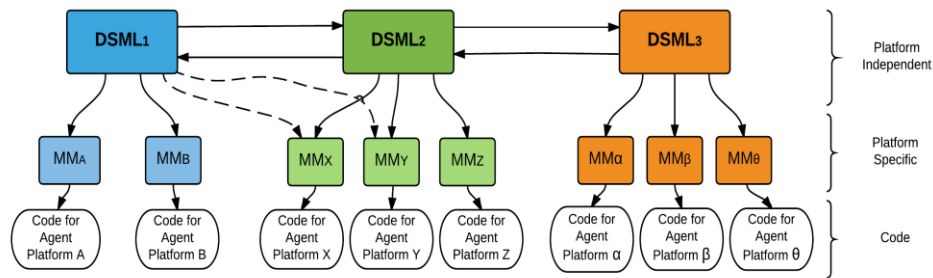 DSML1
DSML2
DSML3
Platform
Independent
MMA
MMB
MMX
MMY
MMZ
MMα
MMβ
MMθ
Platform
Specific
Code for
Agent
Platform A
Code for
Agent
Platform B
Code for
Agent
Platform X
Code for
Agent
Platform Y
Code for
Agent
Platform Z
Code for
Agent
Platform α
Code for
Agent
Platform β
Code for
Agent
Platform θ
Code